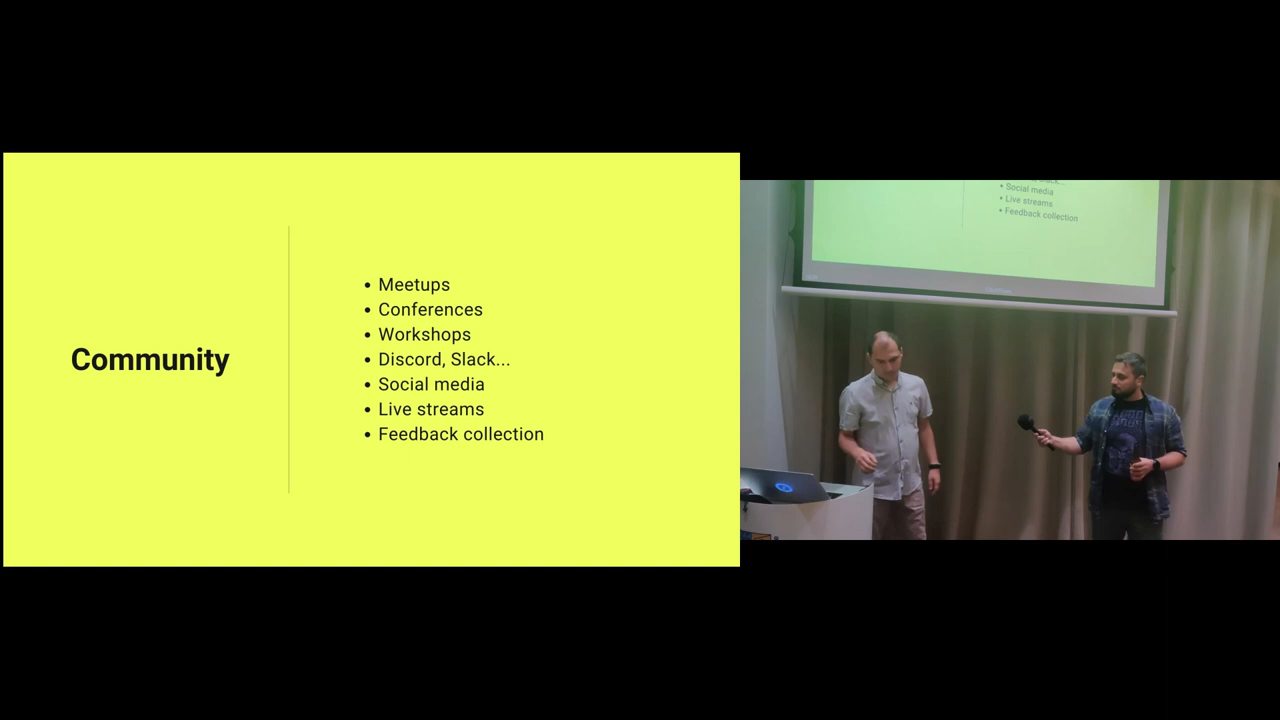 Community
• Meetups
• Conferences
• Workshops
• Discord, Slack...
• Social media
• Live streams
• Feedback collection
• Social media
• Live streams
• Feedback collection